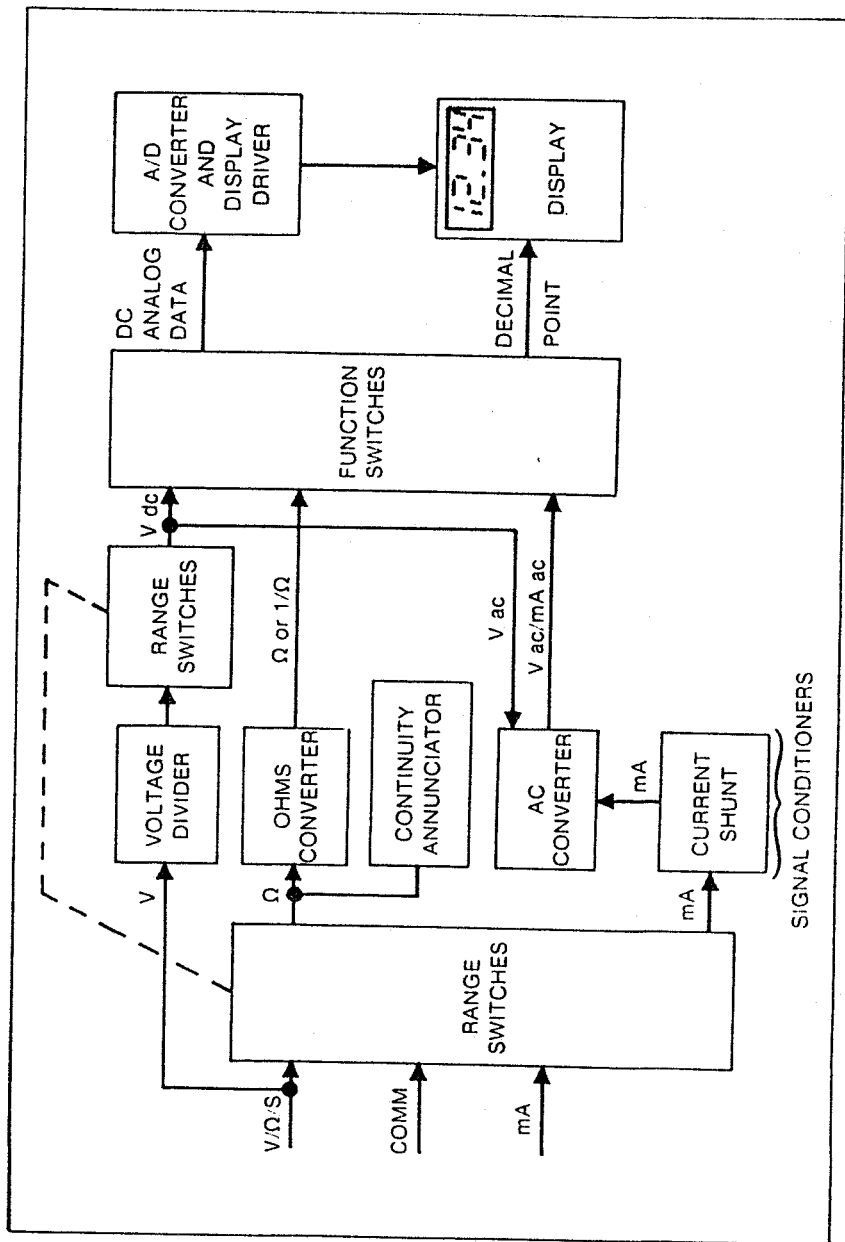 V/Ω/S
COMM
mA
RANGE
SWITCHES
V
Ω
mA
VOLTAGE
DIVIDER
OHMS
CONVERTER
CONTINUITY
ANNUNCIATOR
AC
CONVERTER
mA
CURRENT
SHUNT
SIGNAL CONDITIONERS
RANGE
SWITCHES
V dc
Ω or 1/Ω
V ac
V ac/mA ac
FUNCTION
SWITCHES
DC
ANALOG
DATA
DECIMAL
POINT
A/D
CONVERTER
AND
DISPLAY
DRIVER
12.34
DISPLAY